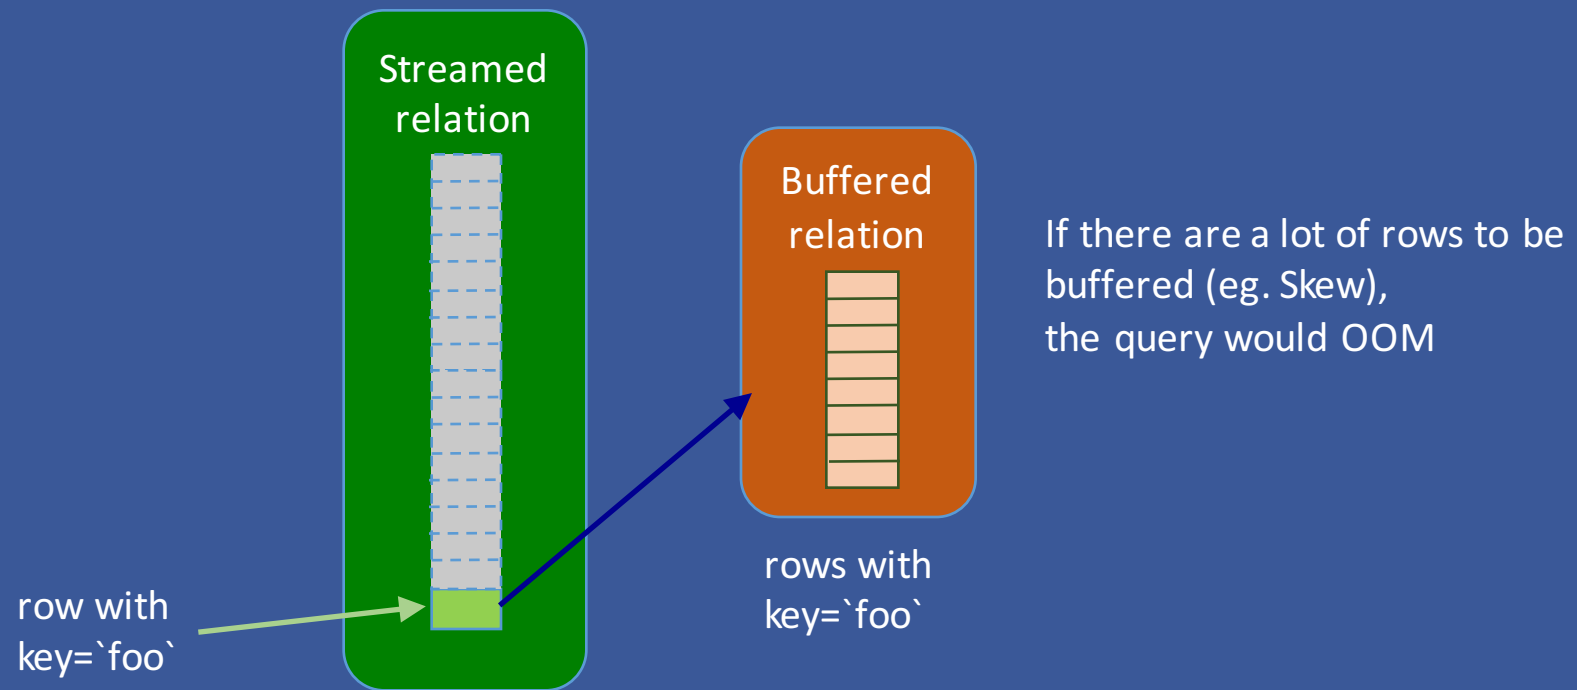 Streamed
relation
Buffered
relation
If there are a lot of rows to be
buffered (eg. Skew),
the query would OOM
rows with
key=`foo`
row with
key=`foo`